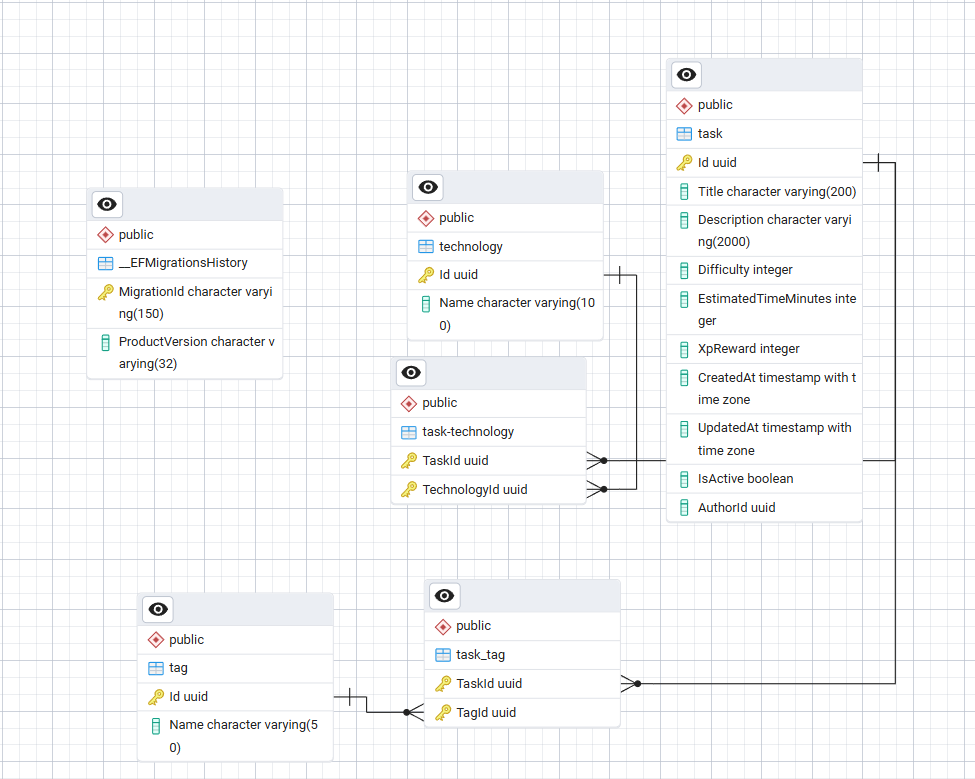 public
__EFMigrationsHistory
MigrationId character varyi
ng(150)
ProductVersion character v
arying(32)
public
technology
Id uuid
Name character varying(10
0)
public
task-technology
TaskId uuid
TechnologyId uuid
public
task
Id uuid
Title character varying(200)
Description character varyi
ng(2000)
Difficulty integer
EstimatedTimeMinutes inte
ger
XpReward integer
CreatedAt timestamp with t
ime zone
UpdatedAt timestamp with
time zone
IsActive boolean
AuthorId uuid
public
tag
Id uuid
Name character varying(5
0)
public
task_tag
TaskId uuid
TagId uuid